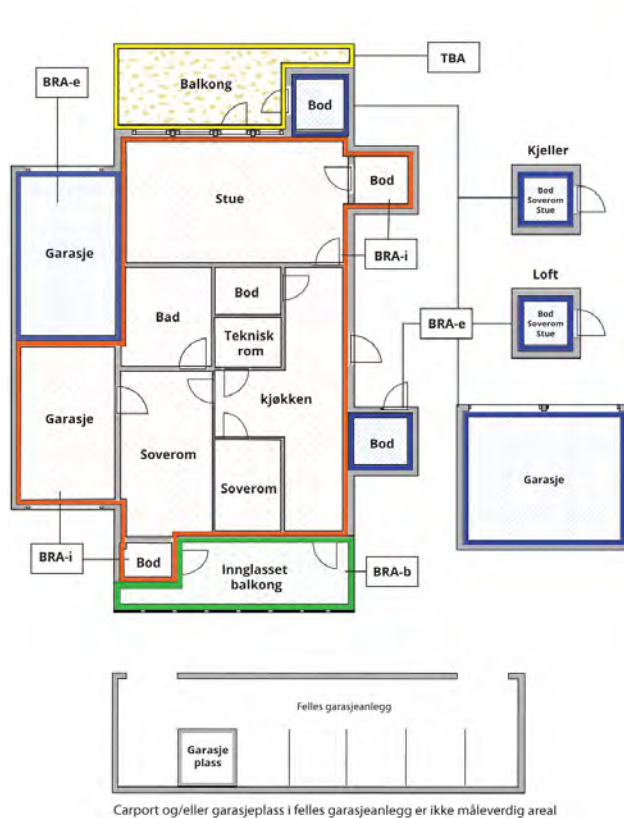 TBA
BRA-e
Balkong
Bod
Kjeller
Bod
Soverom
Stue
Stue
Bod
BRA-i
Garasje
Loft
Bod
Soverom
Stue
Bad
Bod
Teknisk
rom
BRA-e
kjøkken
Garasje
Bod
Soverom
Soverom
Garasje
BRA-i
Bod
Innglasset
balkong
BRA-b
Felles garasjeanlegg
Garasje
plass
Carport og/eller garasjeplass i felles garasjeanlegg er ikke måleverdig areal